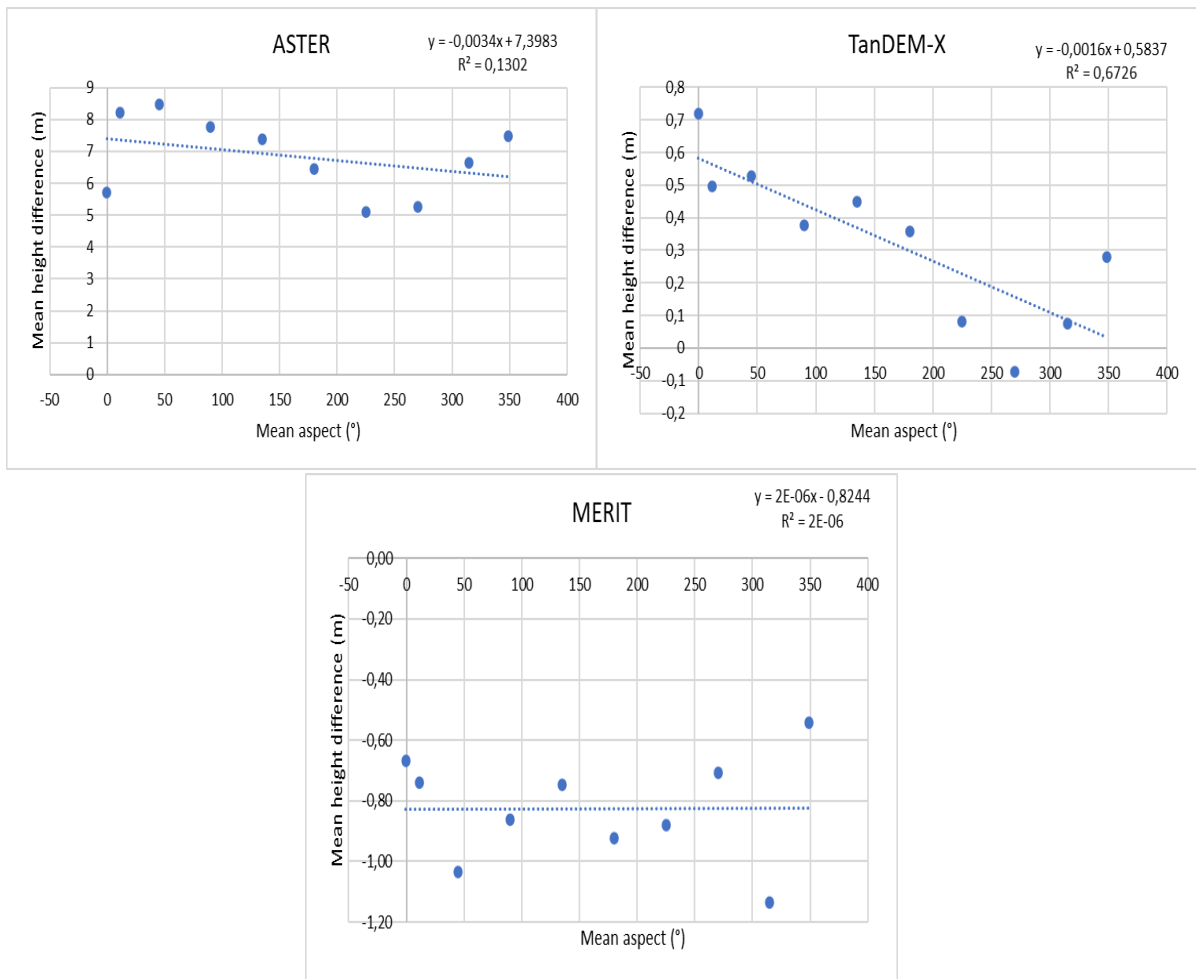 ASTER
y = -0,0034x + 7,3983
R² = 0,1302
Mean height difference (m)
9
8
7
6
5
4
3
2
1
0
-50 0 50 100 150 200 250 300 350 400
Mean aspect (°)
TanDEM-X
y = -0,0016x + 0,5837
R² = 0,6726
Mean height difference (m)
0,8
0,7
0,6
0,5
0,4
0,3
0,2
0,1
0
-0,1
-0,2
-50 0 50 100 150 200 250 300 350 400
Mean aspect (°)
MERIT
y = 2E-06x - 0,8244
R² = 2E-06
Mean height difference (m)
0,00
-50 0 50 100 150 200 250 300 350 400
-0,20
-0,40
-0,60
-0,80
-1,00
-1,20
Mean aspect (°)